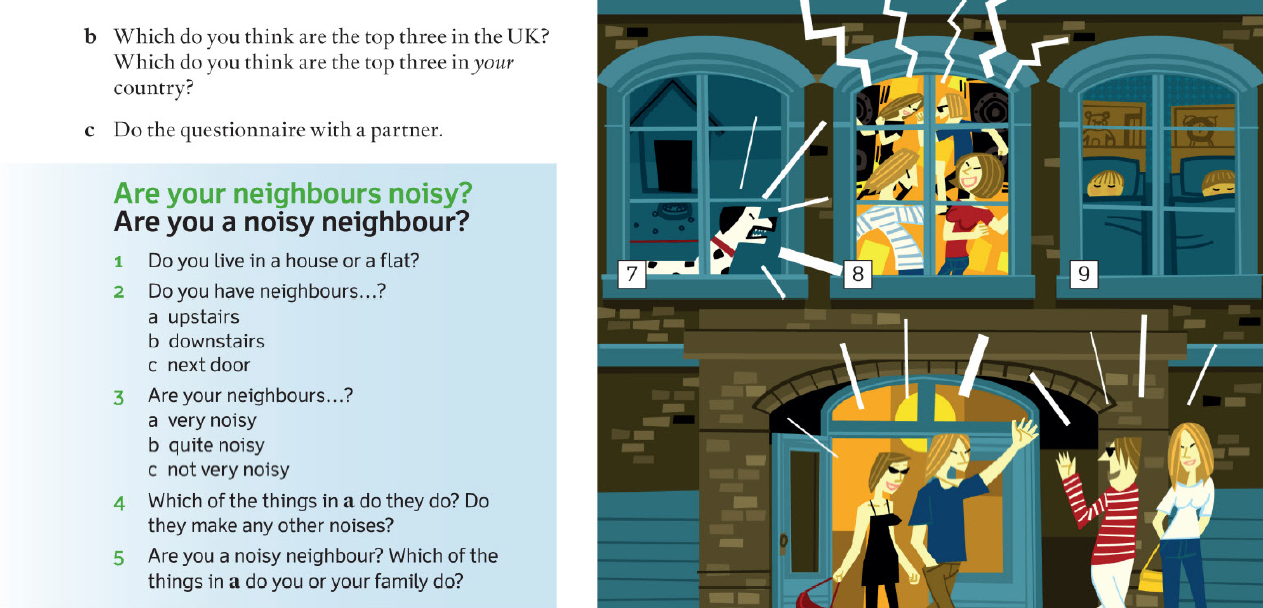 b Which do you think are the top three in the UK?
Which do you think are the top three in your
country?
c Do the questionnaire with a partner.
Are your neighbours noisy?
Are you a noisy neighbour?
1 Do you live in a house or a flat?
2 Do you have neighbours...?
a upstairs
b downstairs
c next door
3 Are your neighbours...?
a very noisy
b quite noisy
c not very noisy
4 Which of the things in a do they do? Do
they make any other noises?
5 Are you a noisy neighbour? Which of the
things in a do you or your family do?
7
8
9